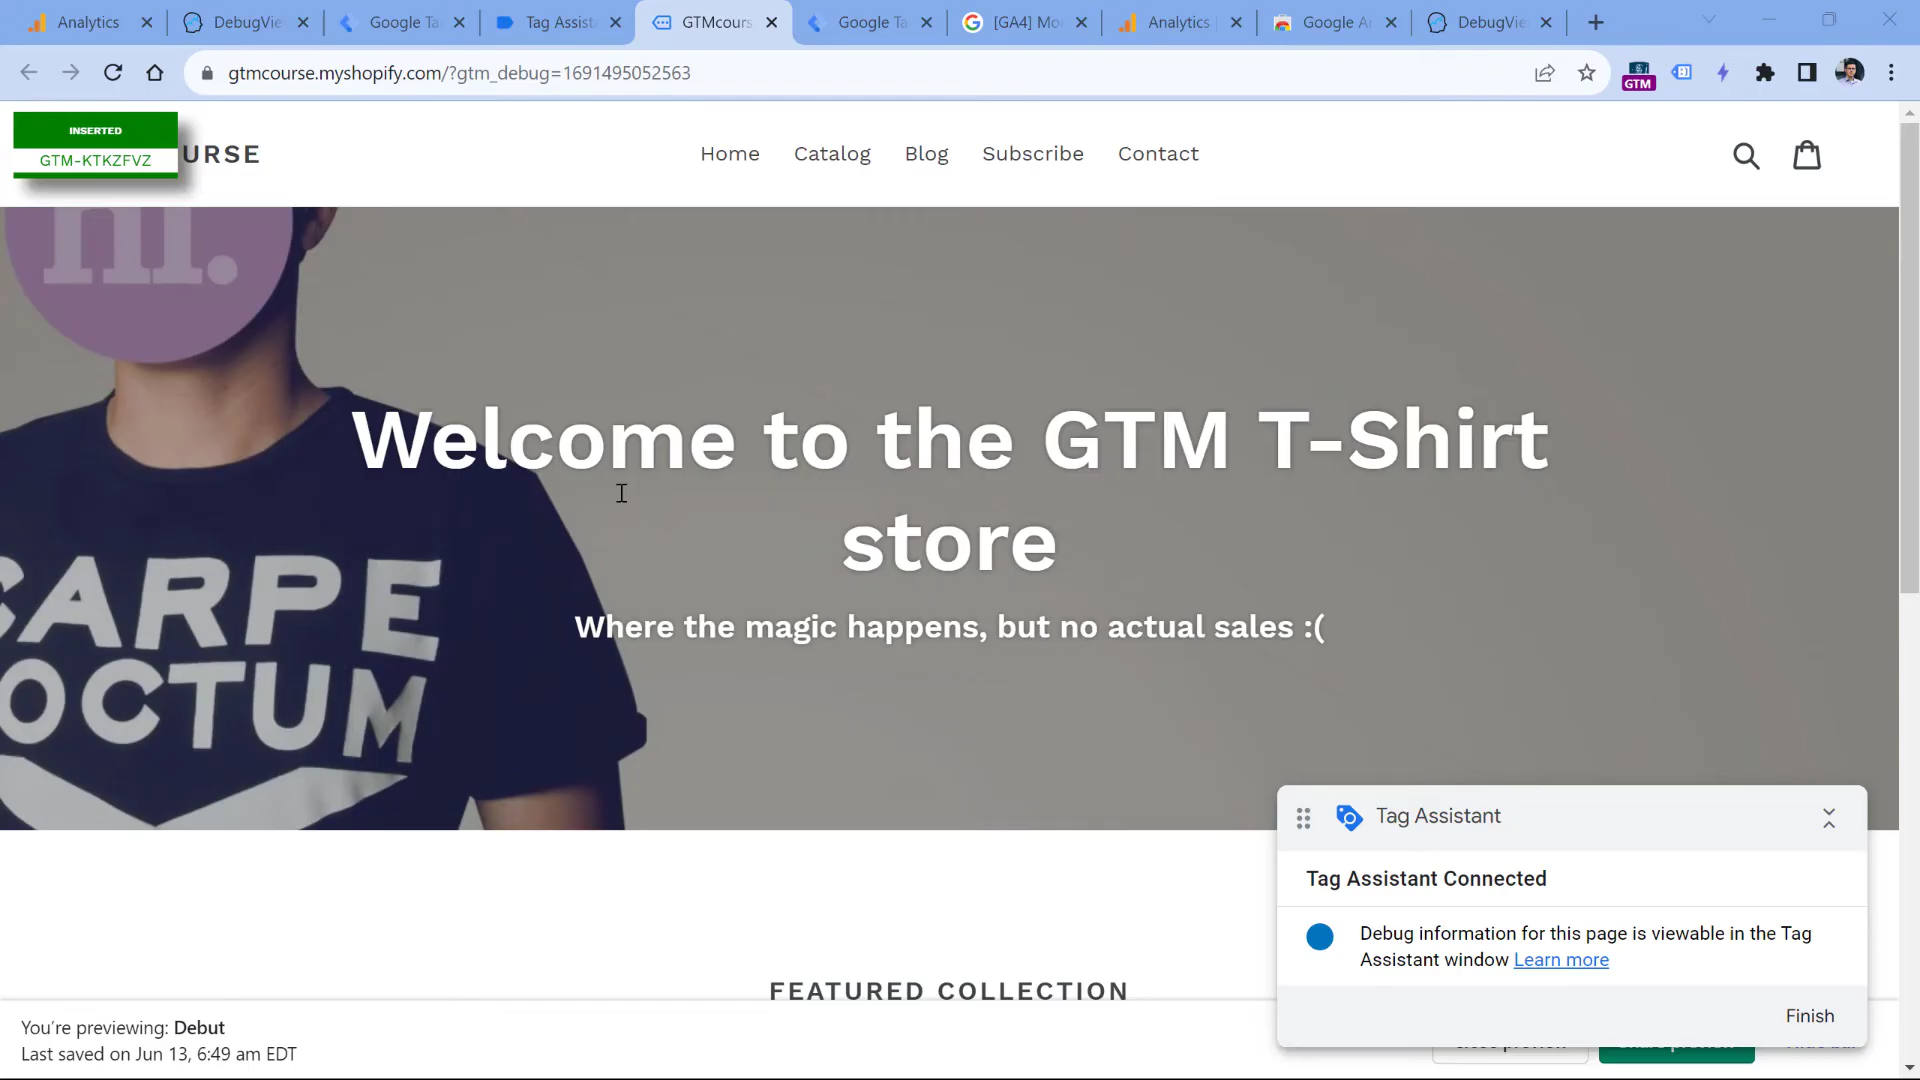 Analytics
DebugVie
Google Ta
Tag Assist
GTMcours
Google Ta
[GA4] Mo
Analytics
Google An
DebugVie
gtmcourse.myshopify.com/?gtm_debug=1691495052563
GTM
INSERTED
GTM-KTKZFVZ
URSE
Home Catalog Blog Subscribe Contact
hi.
Welcome to the GTM T-Shirt
store
Where the magic happens, but no actual sales :(
CARPE
OCTUM
Tag Assistant
Tag Assistant Connected
Debug information for this page is viewable in the Tag
Assistant window Learn more
Finish
FEATURED COLLECTION
You're previewing: Debut
Last saved on Jun 13, 6:49 am EDT